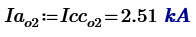 Ia_o2 := Icc_o2 = 2.51 kA